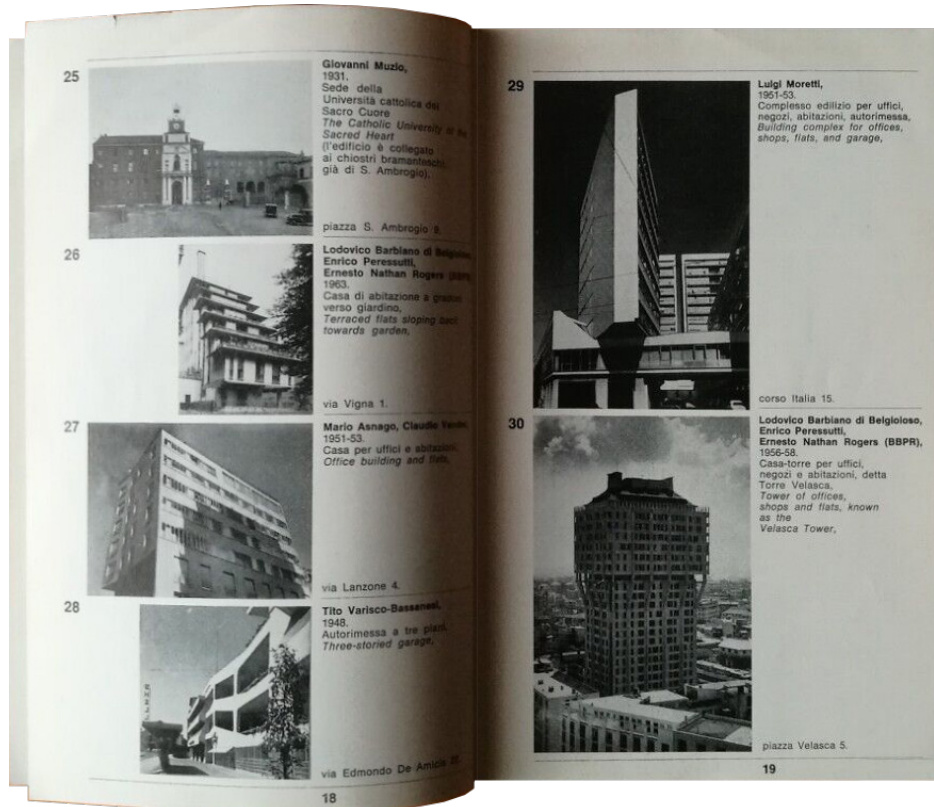 25
Giovanni Muzio,
1931.
Sede della
Università cattolica del
Sacro Cuore
The Catholic University of the
Sacred Heart
(l'edificio è collegato
ai chiostri bramanteschi,
già di S. Ambrogio),
piazza S. Ambrogio 9.
26
Lodovico Barbiano di Belgioioso,
Enrico Peressutti,
Ernesto Nathan Rogers (BBPR),
1963.
Casa di abitazione a gradoni
verso giardino,
Terraced flats sloping back
towards garden,
via Vigna 1.
27
Mario Asnago, Claudio Vender,
1951-53.
Casa per uffici e abitazioni,
Office building and flats,
via Lanzone 4.
28
Tito Varisco-Bassanesi,
1948.
Autorimessa a tre piani,
Three-storied garage,
via Edmondo De Amicis
18
29
Luigi Moretti,
1951-53.
Complesso edilizio per uffici,
negozi, abitazioni, autorimessa,
Building complex for offices,
shops, flats, and garage,
corso Italia 15.
30
Lodovico Barbiano di Belgioioso,
Enrico Peressutti,
Ernesto Nathan Rogers (BBPR),
1956-58.
Casa-torre per uffici,
negozi e abitazioni, detta
Torre Velasca,
Tower of offices,
shops and flats, known
as the
Velasca Tower,
piazza Velasca 5.
19